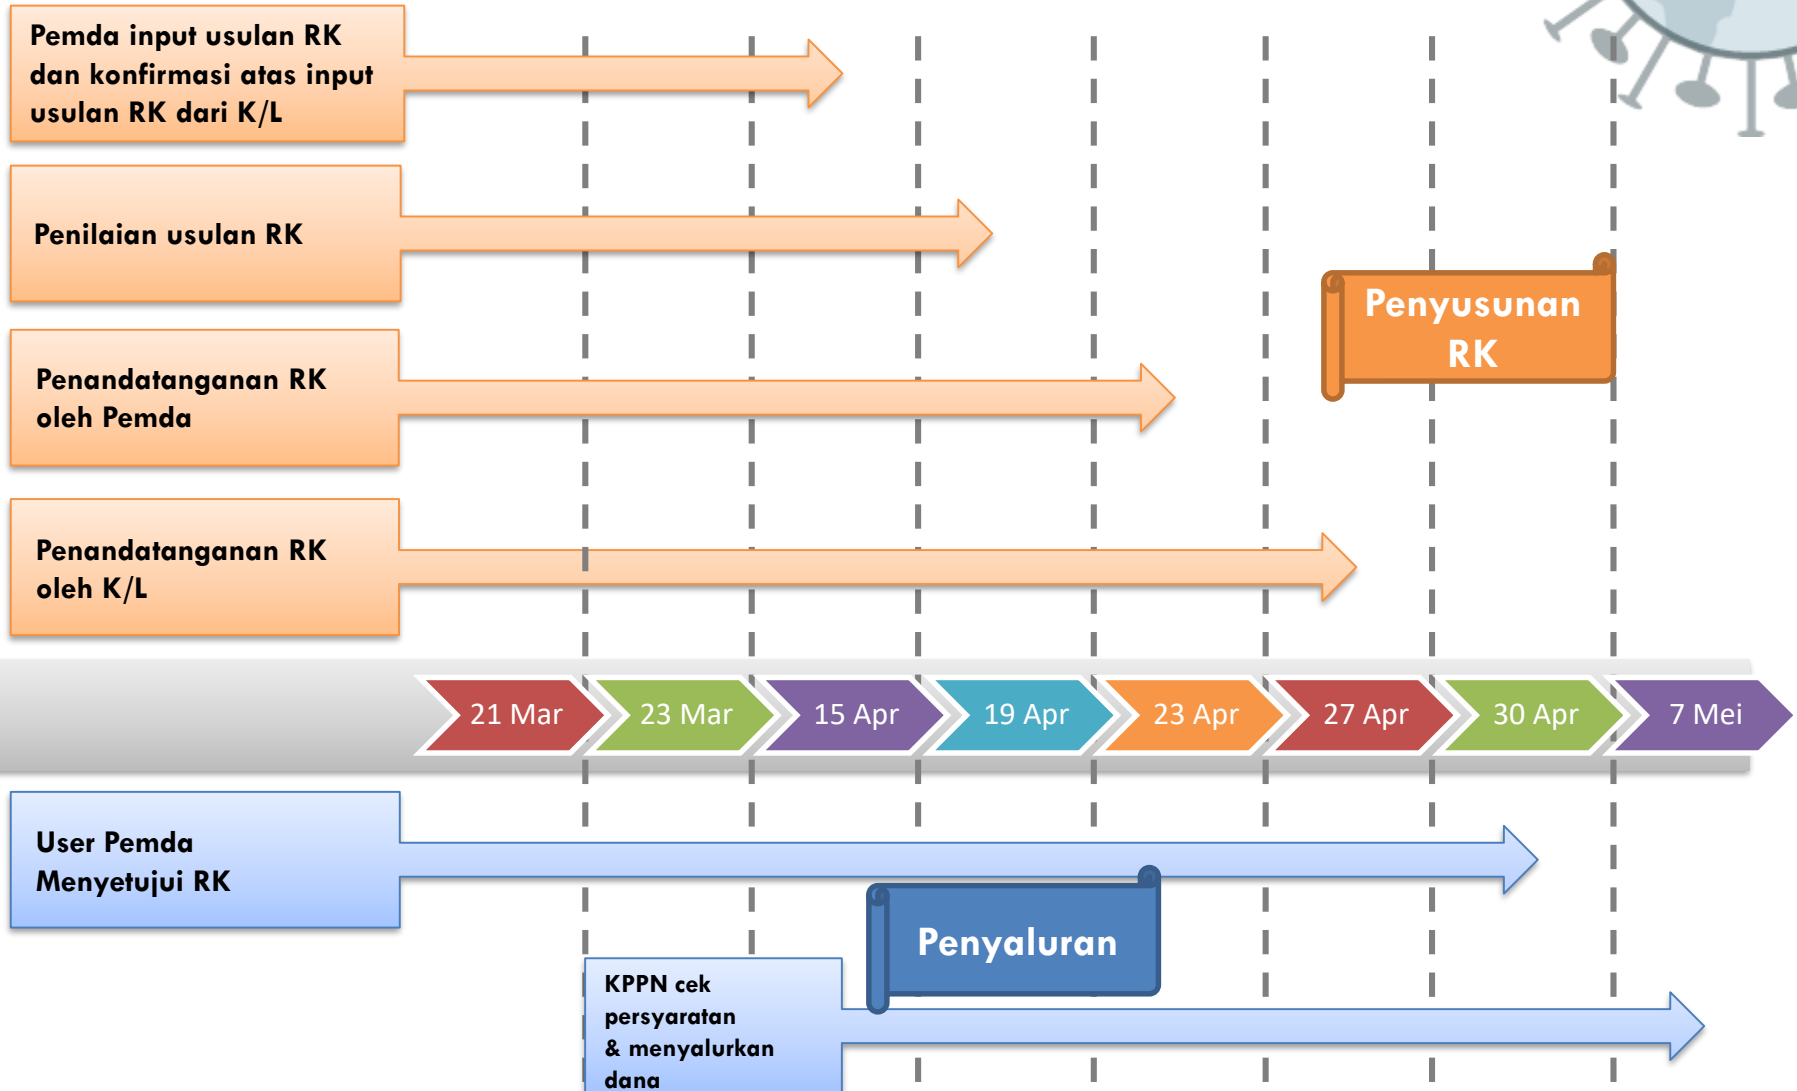 Pemda input usulan RK
dan konfirmasi atas input
usulan RK dari K/L
Penilaian usulan RK
Penyusunan
RK
Penandatanganan RK
oleh Pemda
Penandatanganan RK
oleh K/L
21 Mar
23 Mar
15 Apr
19 Apr
23 Apr
27 Apr
30 Apr
7 Mei
User Pemda
Menyetujui RK
Penyaluran
KPPN cek
persyaratan
& menyalurkan
dana